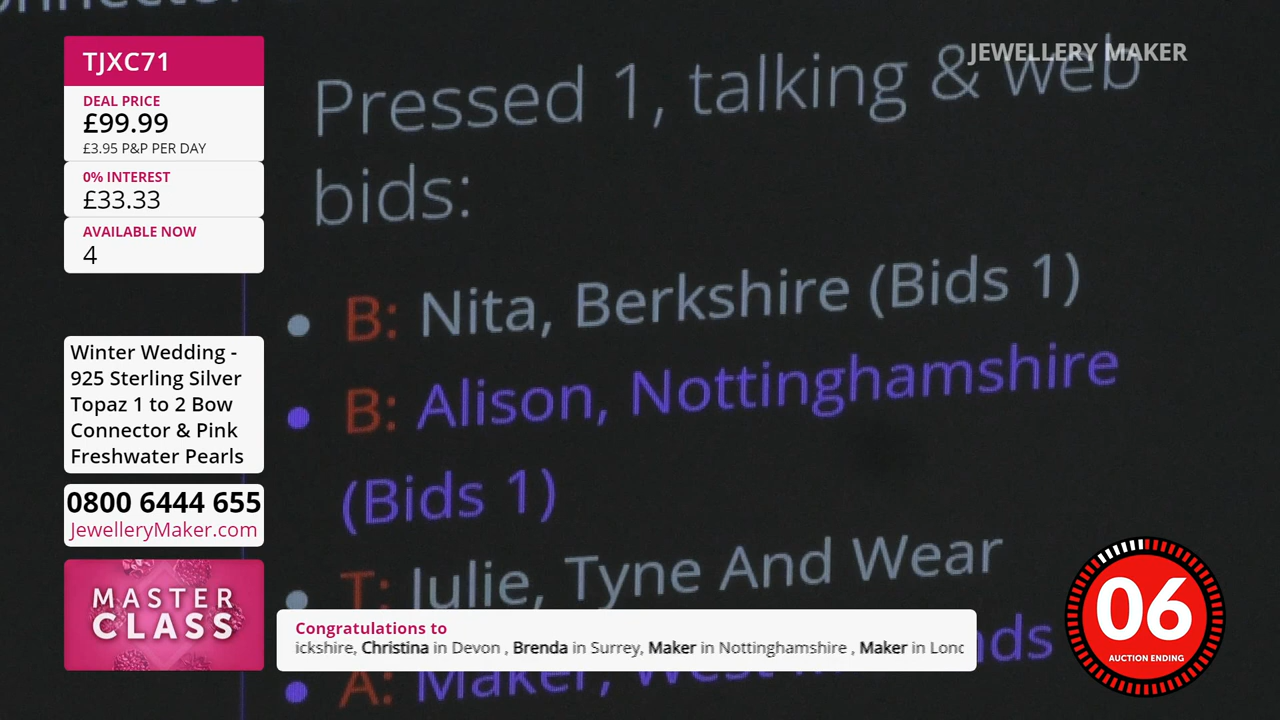 TJXC71
DEAL PRICE
£99.99
£3.95 P&P PER DAY
0% INTEREST
£33.33
AVAILABLE NOW
4
Winter Wedding -
925 Sterling Silver
Topaz 1 to 2 Bow
Connector & Pink
Freshwater Pearls
0800 6444 655
JewelleryMaker.com
MASTER
CLASS
JEWELLERY MAKER
Pressed 1, talking & web
bids:
• B: Nita, Berkshire (Bids 1)
• B: Alison, Nottinghamshire
(Bids 1)
• T: Julie, Tyne And Wear
• A: Maker, West
Congratulations to
ickshire, Christina in Devon , Brenda in Surrey, Maker in Nottinghamshire , Maker in Lond
06
AUCTION ENDING